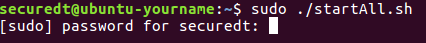 securedt@ubuntu-yourname:~$ sudo ./startAll.sh
[sudo] password for securedt: